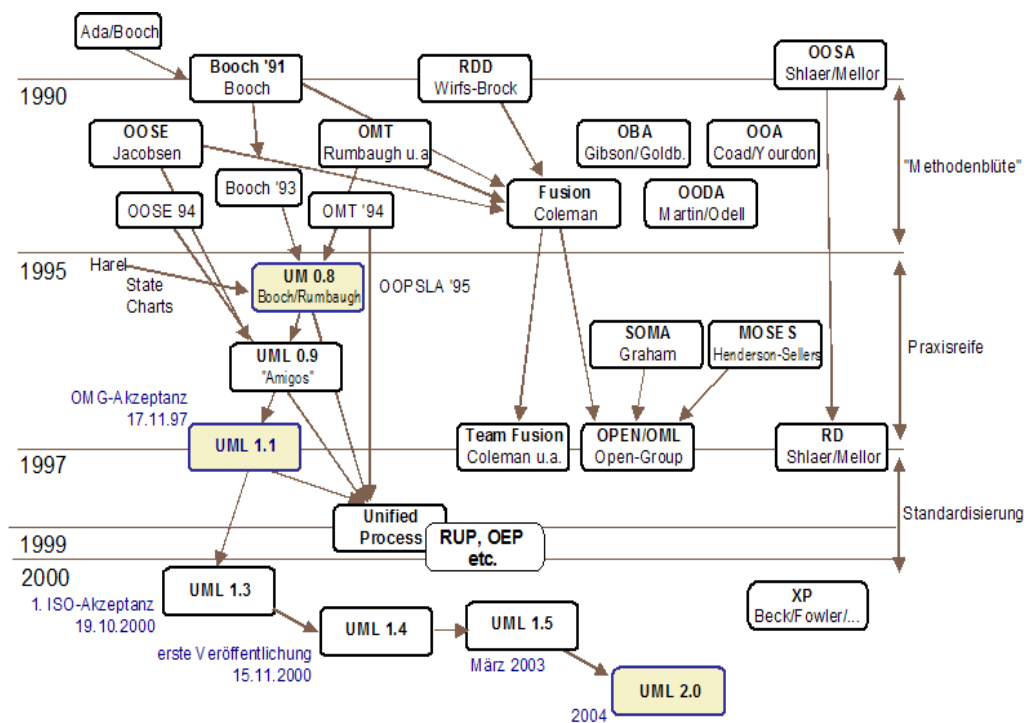 Ada/Booch
Booch '91
Booch
RDD
Wirfs-Brock
OOSA
Shlaer/Mellor
1990
OOSE
Jacobsen
OMT
Rumbaugh u.a
OBA
Gibson/Goldb.
OOA
Coad/Yourdon
"Methodenblüte"
Booch '93
Fusion
Coleman
OODA
Martin/Odell
OOSE 94
OMT '94
1995
Harel
State
Charts
UM 0.8
Booch/Rumbaugh
OOPSLA '95
SOMA
Graham
MOSES
Henderson-Sellers
Praxisreife
UML 0.9
"Amigos"
OMG-Akzeptanz
17.11.97
UML 1.1
Team Fusion
Coleman u.a.
OPEN/OML
Open-Group
RD
Shlaer/Mellor
1997
Unified
Process
Standardisierung
RUP, OEP
etc.
1999
2000
UML 1.3
1. ISO-Akzeptanz
19.10.2000
XP
Beck/Fowler/...
UML 1.4
UML 1.5
erste Veröffentlichung
15.11.2000
März 2003
UML 2.0
2004